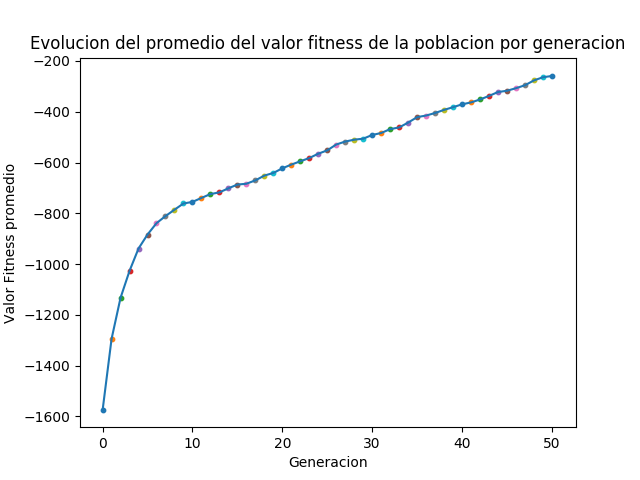 Evolucion del promedio del valor fitness de la poblacion por generacion
−200
−400
−600
−800
−1000
−1200
−1400
−1600
Valor Fitness promedio
0 10 20 30 40 50
Generacion